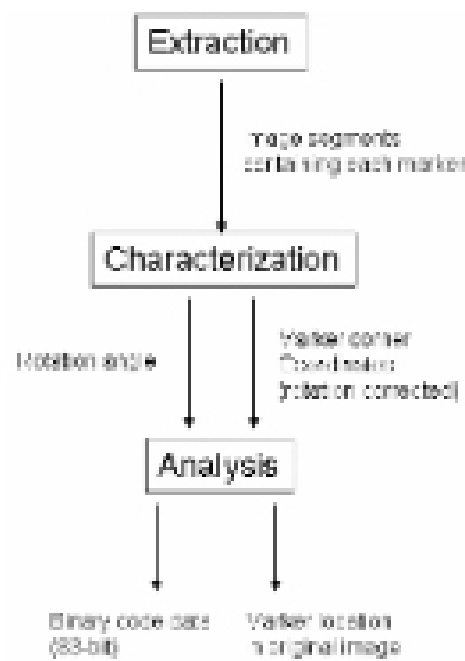 Extraction
Image segments
containing each marker
Characterization
Rotation angle
Marker corner
Coordinates
(rotation corrected)
Analysis
Binary code data
Marker location
in original image